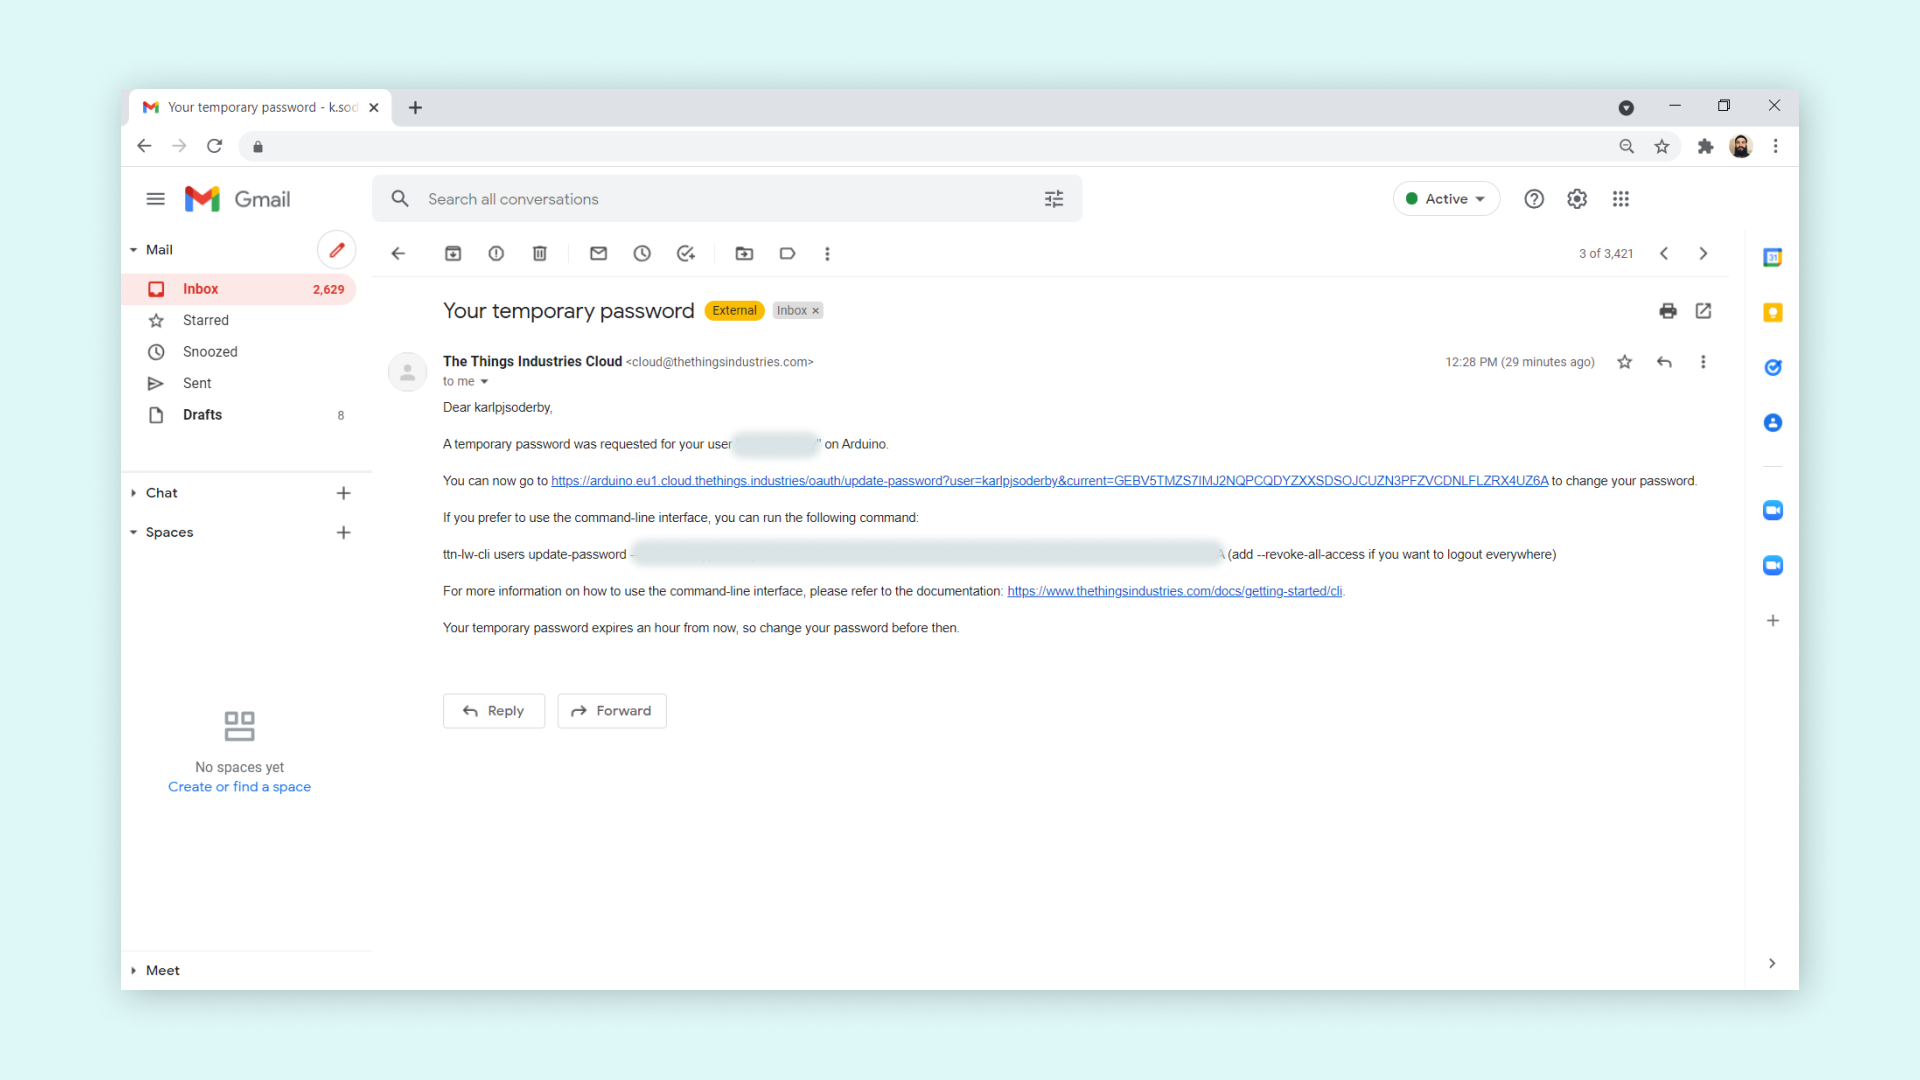 Your temporary password - k.sod
Gmail
Search all conversations
Active
Mail
3 of 3,421
31
Inbox 2,629
Your temporary password External Inbox ×
Starred
Snoozed
The Things Industries Cloud <cloud@thethingsindustries.com> 12:28 PM (29 minutes ago)
Sent
to me
Dear karlpjsoderby,
Drafts 8
A temporary password was requested for your user " on Arduino.
You can now go to https://arduino.eu1.cloud.thethings.industries/oauth/update-password?user=karlpjsoderby&current=GEBV5TMZS7IMJ2NQPCQDYZXXSDSOJCUZN3PFZVCDNLFLZRX4UZ6A to change your password.
Chat
If you prefer to use the command-line interface, you can run the following command:
Spaces
ttn-lw-cli users update-password - A (add --revoke-all-access if you want to logout everywhere)
For more information on how to use the command-line interface, please refer to the documentation: https://www.thethingsindustries.com/docs/getting-started/cli.
Your temporary password expires an hour from now, so change your password before then.
Reply Forward
No spaces yet
Create or find a space
Meet